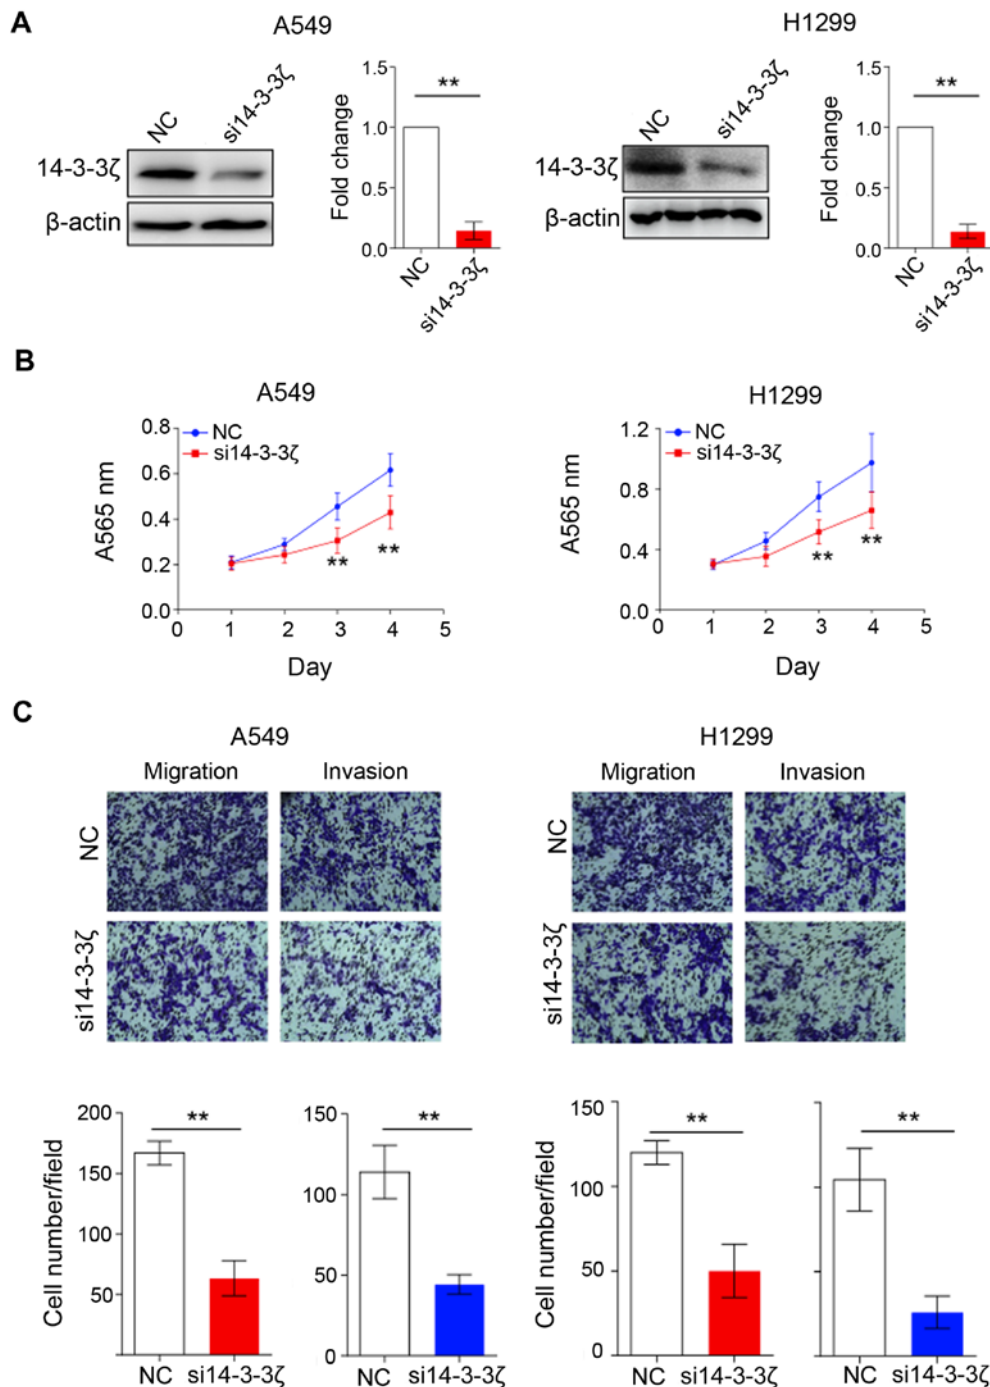 A
A549
H1299
NC
si14-3-3ζ
14-3-3ζ
β-actin
Fold change
1.5
1.0
0.5
0.0
**
NC
si14-3-3ζ
NC
si14-3-3ζ
14-3-3ζ
β-actin
Fold change
1.5
1.0
0.5
0.0
**
NC
si14-3-3ζ
B
A549
A565 nm
0.8
0.6
0.4
0.2
0.0
NC
si14-3-3ζ
** **
0 1 2 3 4 5
Day
H1299
A565 nm
1.2
0.8
0.4
0.0
NC
si14-3-3ζ
** **
0 1 2 3 4 5
Day
C
A549
Migration Invasion
NC
si14-3-3ζ
H1299
Migration Invasion
NC
si14-3-3ζ
Cell number/field
200
150
100
50
**
NC si14-3-3ζ
150
100
50
0
**
NC si14-3-3ζ
Cell number/field
150
100
50
0
**
NC si14-3-3ζ
**
NC si14-3-3ζ